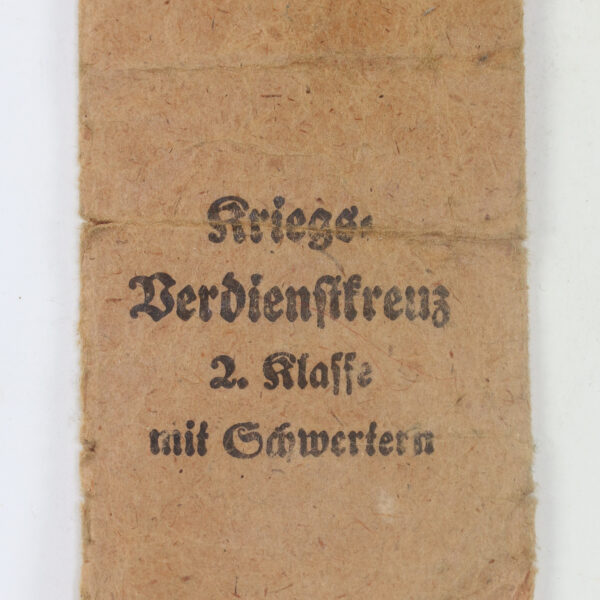 Kriegs-
Verdienstkreuz
2. Klasse
mit Schwertern